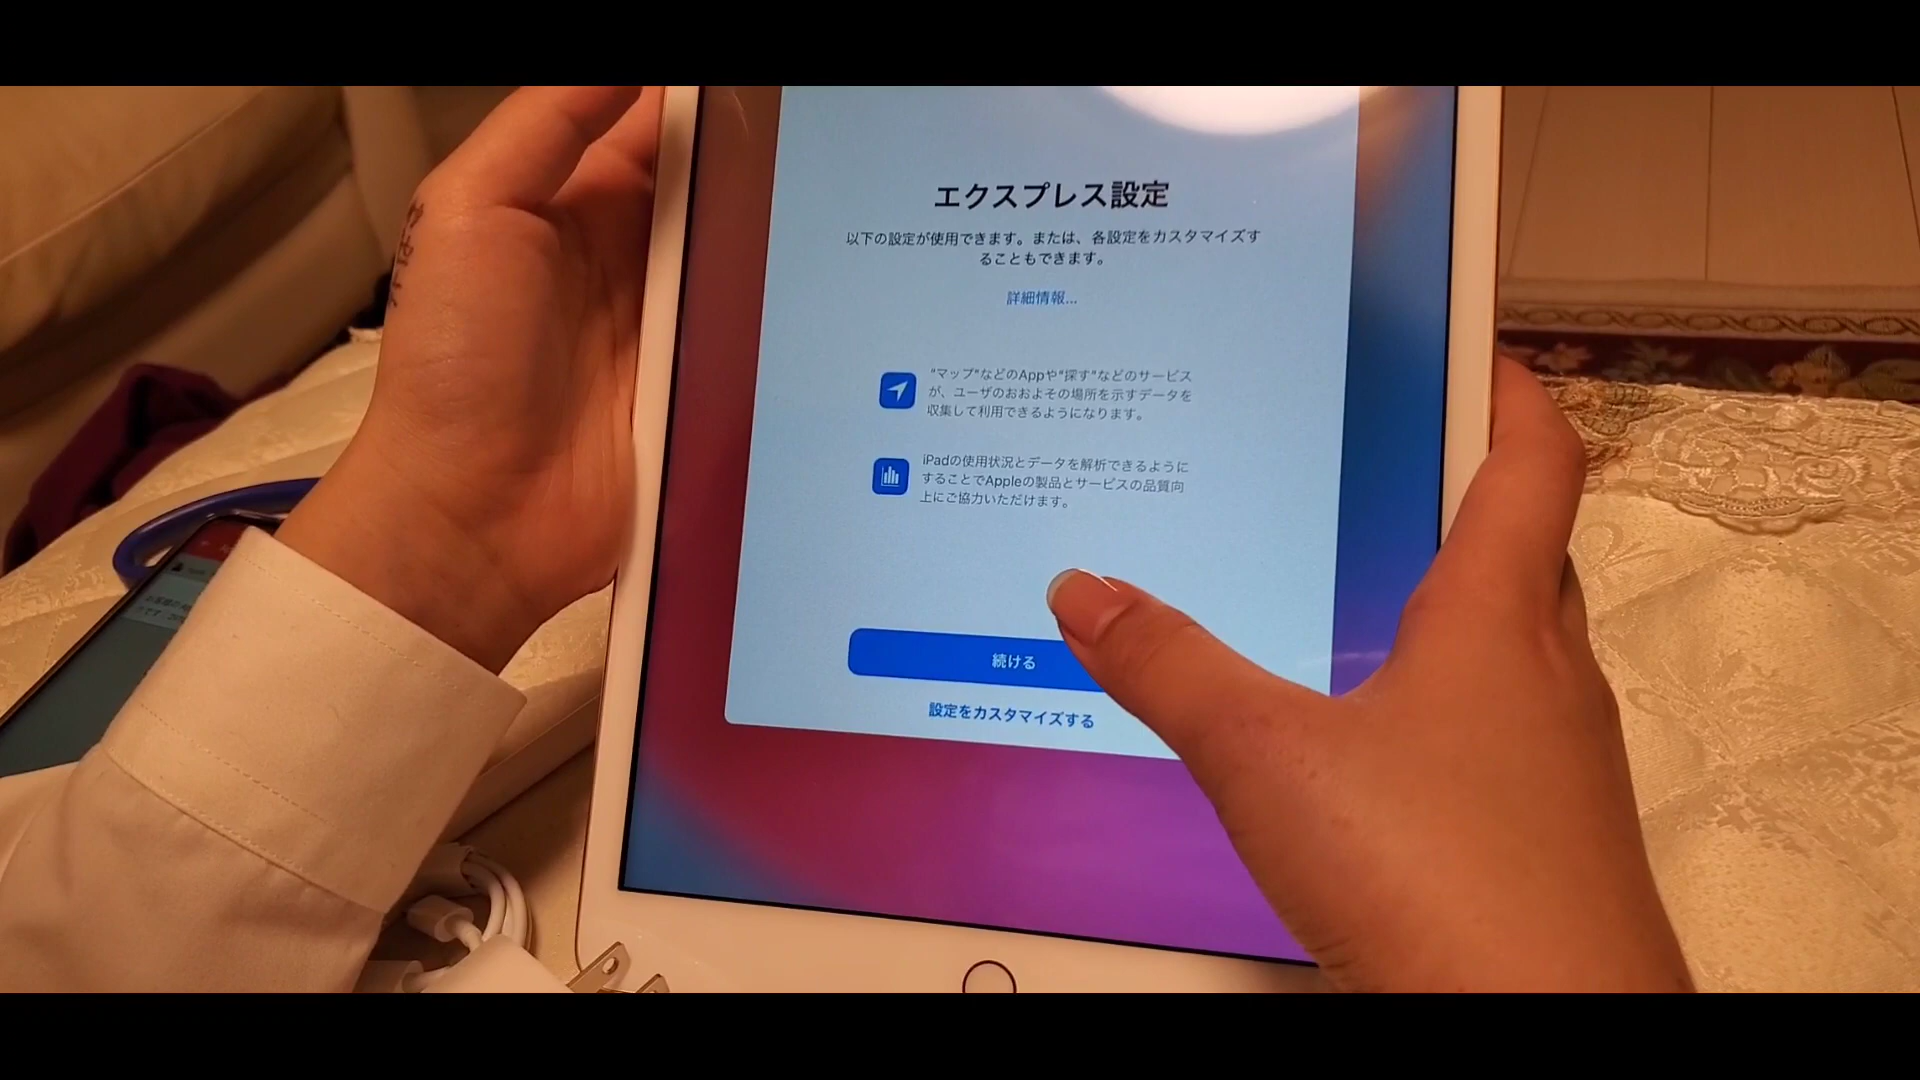 エクスプレス設定
以下の設定が使用できます。または、各設定をカスタマイズす
ることもできます。
詳細情報...
"マップ"などのAppや"探す"などのサービス
が、ユーザのおおよその場所を示すデータを
収集して利用できるようになります。
iPadの使用状況とデータを解析できるように
することでAppleの製品とサービスの品質向
上にご協力いただけます。
続ける
設定をカスタマイズする